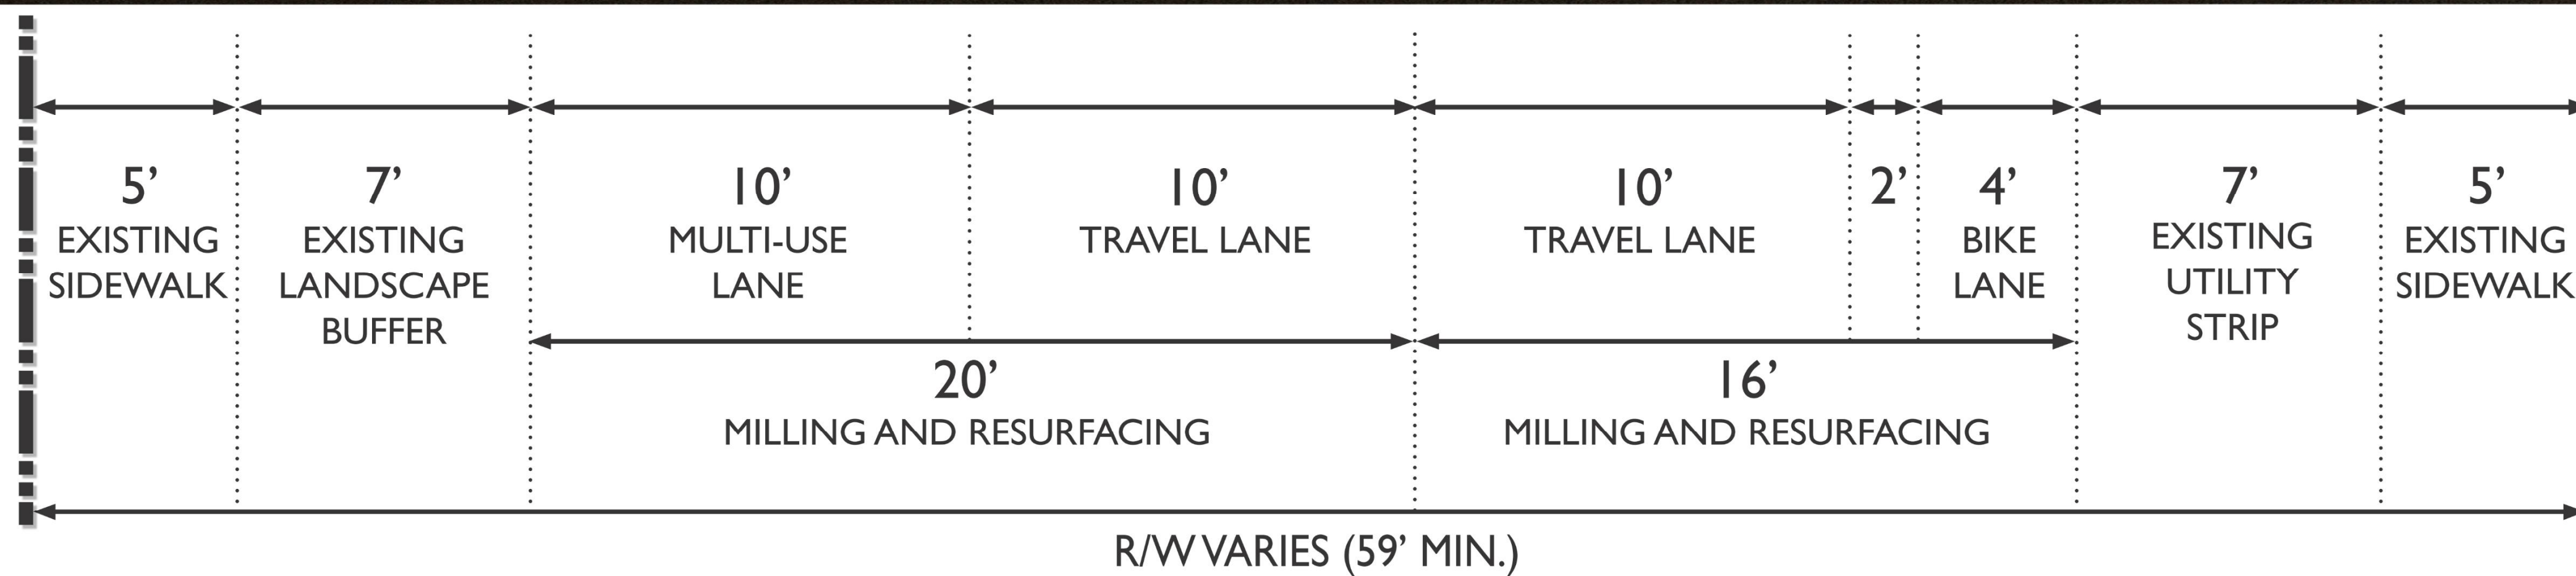 5’
EXISTING
SIDEWALK
7’
EXISTING
LANDSCAPE
BUFFER
10’
MULTI-USE
LANE
10’
TRAVEL LANE
10’
TRAVEL LANE
2’
4’
BIKE
LANE
7’
EXISTING
UTILITY
STRIP
5’
EXISTING
SIDEWALK
20’
MILLING AND RESURFACING
16’
MILLING AND RESURFACING
R/W VARIES (59’ MIN.)